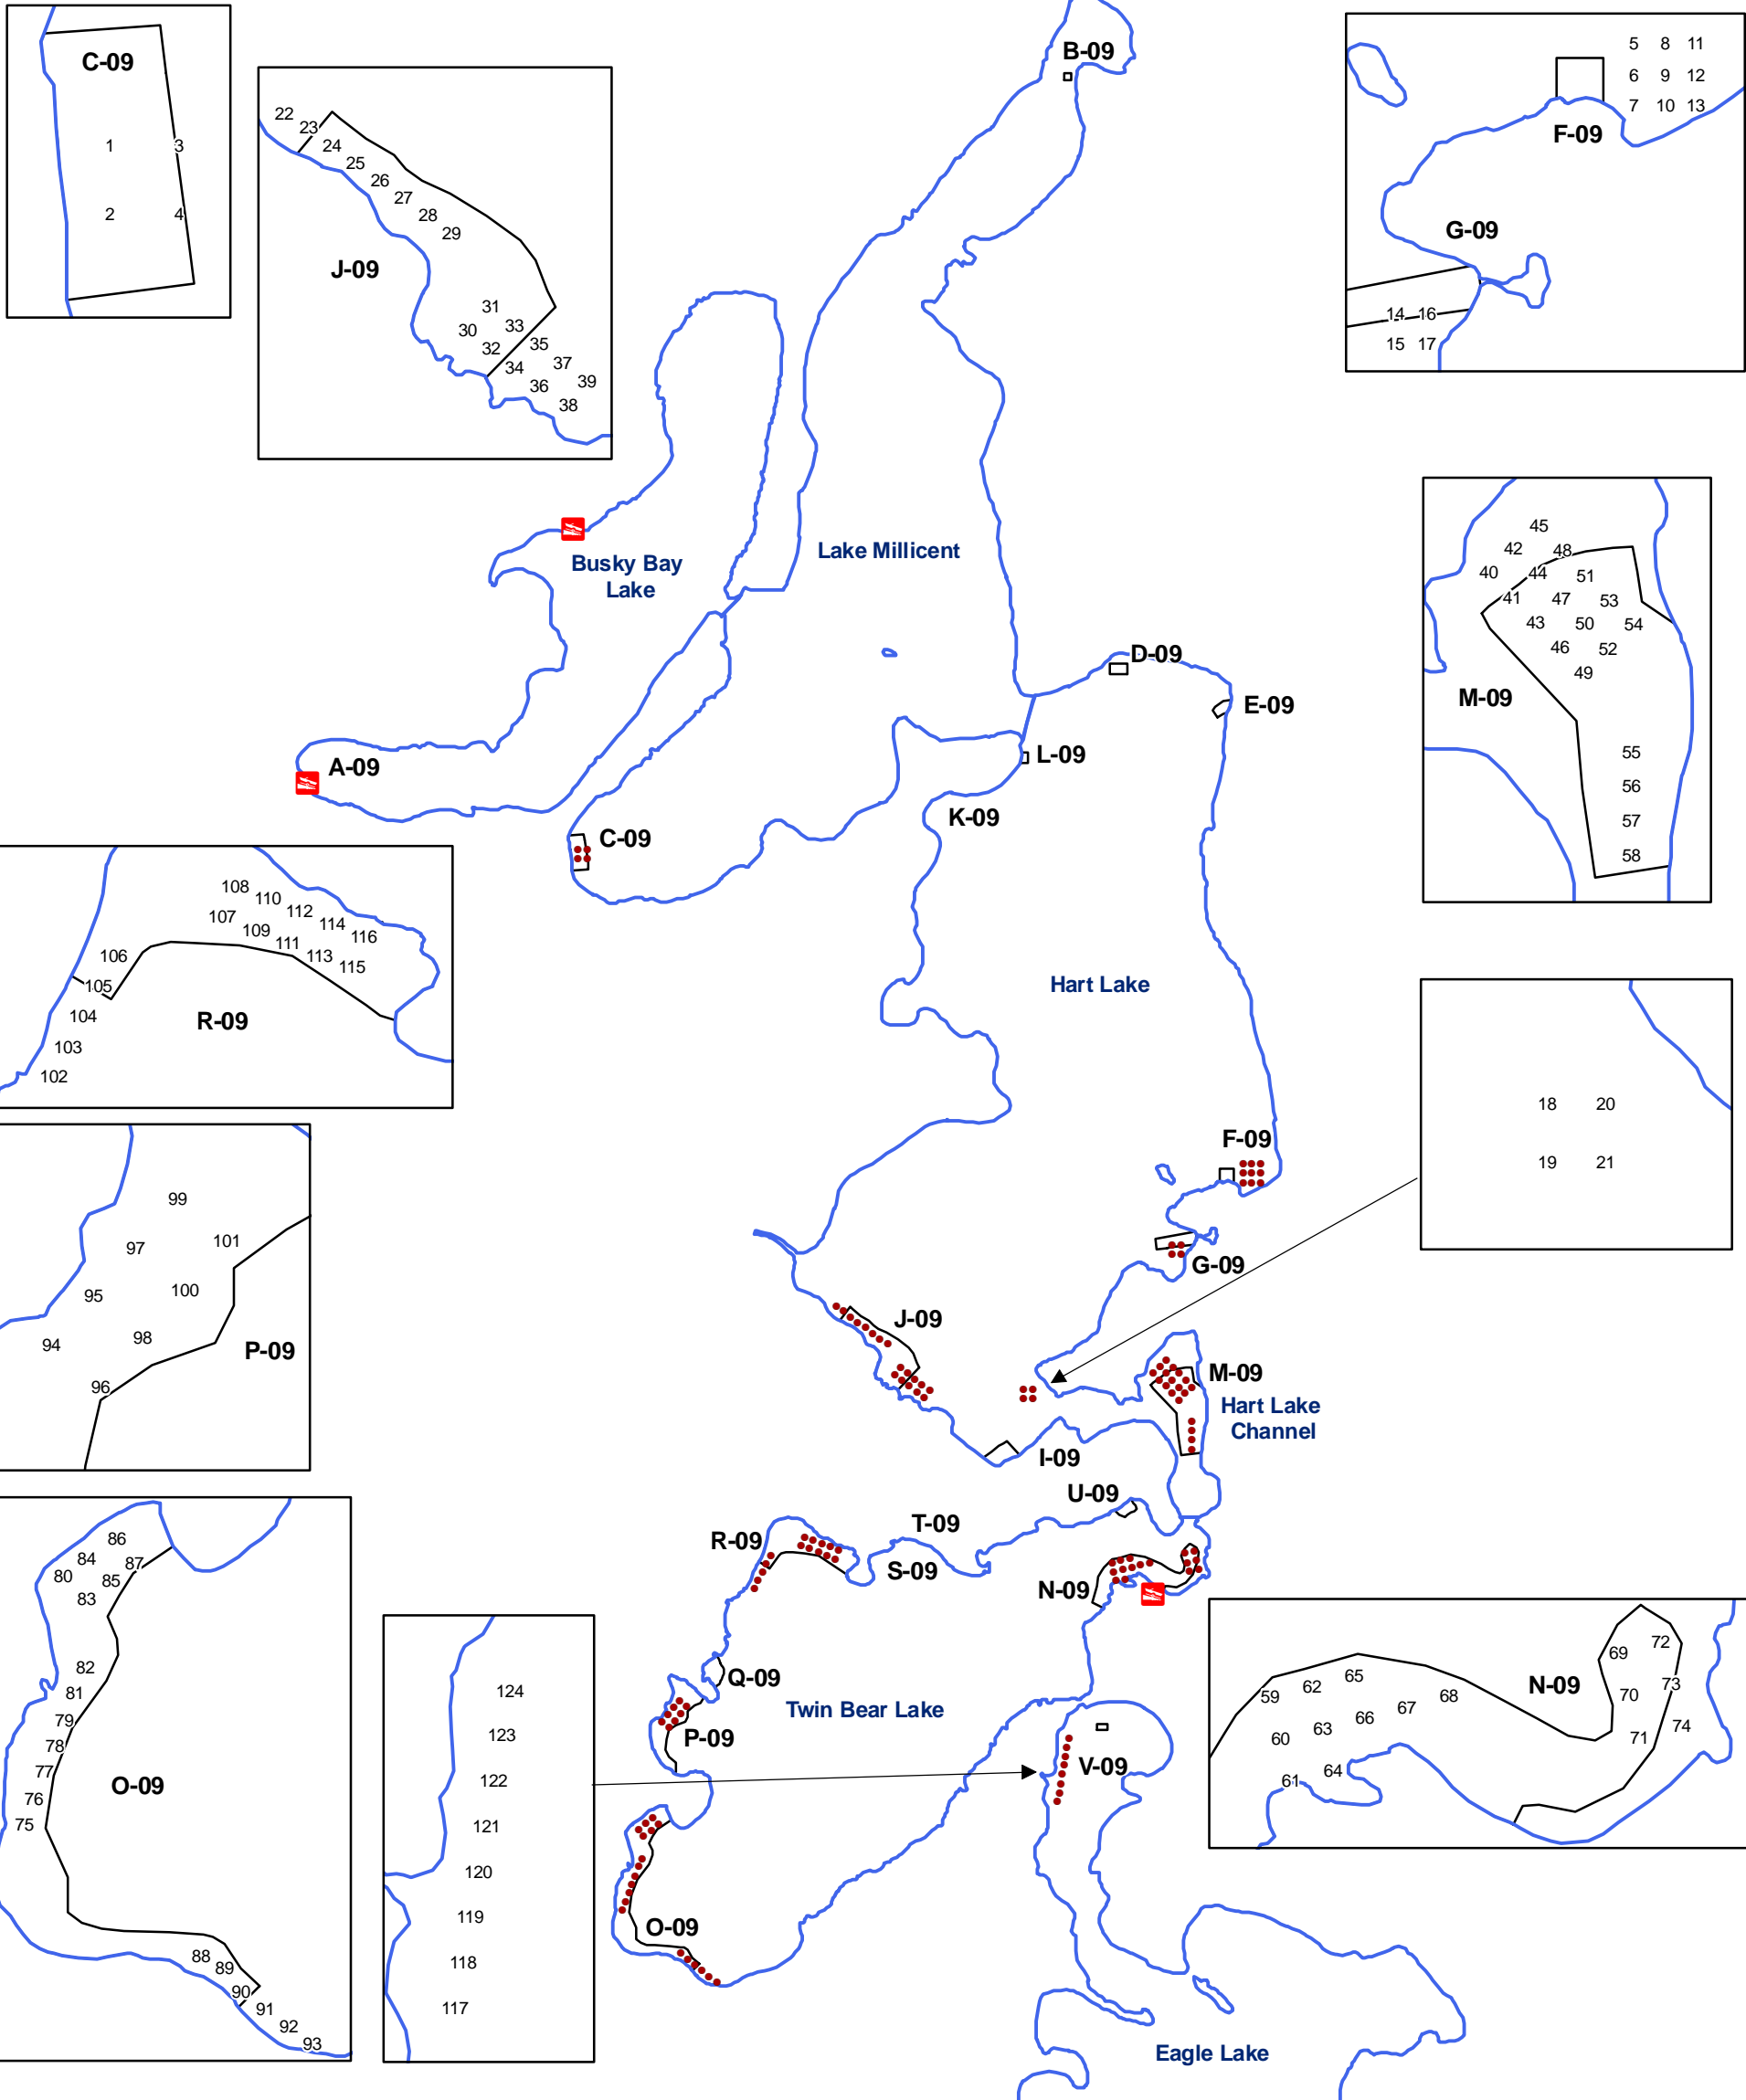 C-09
1
3
2
4
22
23
24
25
26
27
28
29
J-09
31
30
33
32
35
34
37
36
39
38
B-09
5 8 11
6 9 12
7 10 13
F-09
G-09
14 16
15 17
Busky Bay
Lake
Lake Millicent
45
42
48
40
44
51
41
47
53
43
50
54
46
52
49
M-09
55
56
57
58
D-09
E-09
L-09
A-09
K-09
C-09
108
110
107
112
109
114
111
116
106
113
115
105
104
R-09
103
102
Hart Lake
18 20
19 21
F-09
G-09
99
97
101
95
100
94
98
P-09
96
J-09
M-09
Hart Lake
Channel
I-09
U-09
T-09
R-09
S-09
N-09
86
84
87
80
85
83
82
81
79
78
77
76
75
O-09
88
89
90
91
92
93
124
123
122
121
120
119
118
117
Q-09
Twin Bear Lake
P-09
V-09
O-09
72
69
65
62
59
N-09
73
68
70
67
66
63
60
71
74
64
61
Eagle Lake